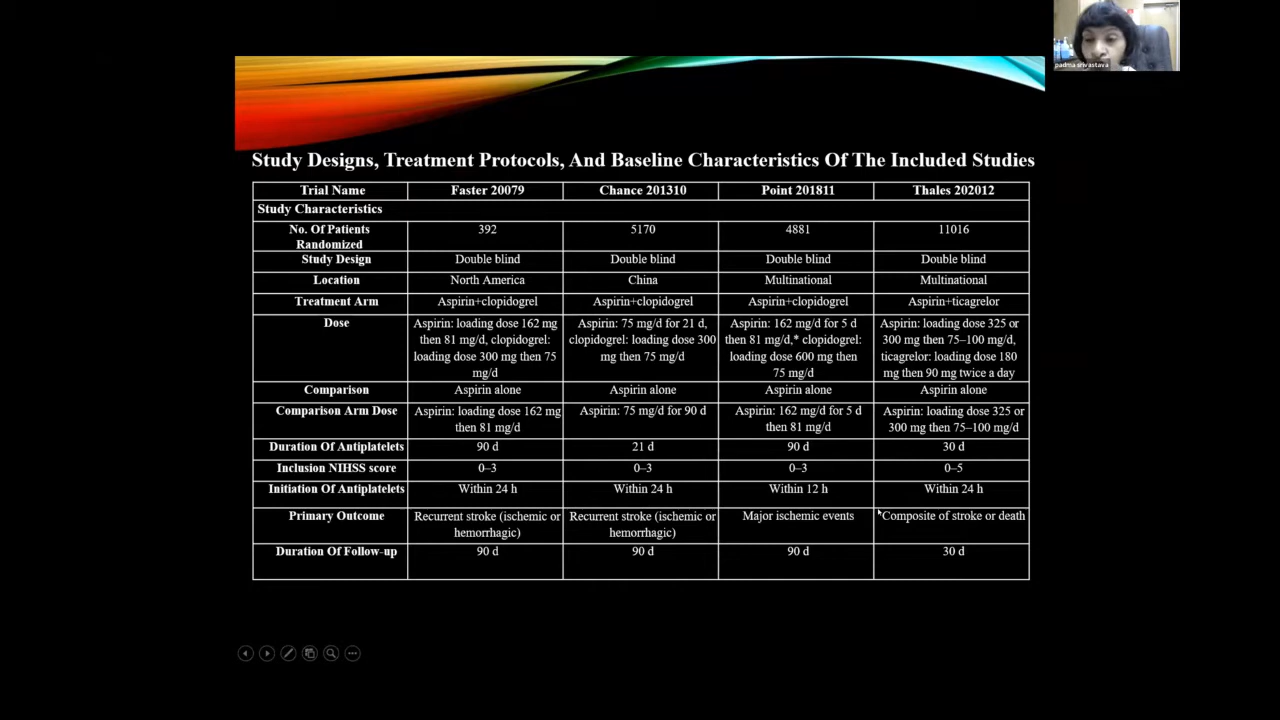 padma srivastava
Study Designs, Treatment Protocols, And Baseline Characteristics Of The Included Studies
Trial Name Faster 20079 Chance 201310 Point 201811 Thales 202012
Study Characteristics
No. Of Patients Randomized 392 5170 4881 11016
Study Design Double blind Double blind Double blind Double blind
Location North America China Multinational Multinational
Treatment Arm Aspirin+clopidogrel Aspirin+clopidogrel Aspirin+clopidogrel Aspirin+ticagrelor
Dose
Aspirin: loading dose 162 mg
then 81 mg/d, clopidogrel:
loading dose 300 mg then 75
mg/d
Aspirin: 75 mg/d for 21 d,
clopidogrel: loading dose 300
mg then 75 mg/d
Aspirin: 162 mg/d for 5 d
then 81 mg/d,* clopidogrel:
loading dose 600 mg then
75 mg/d
Aspirin: loading dose 325 or
300 mg then 75–100 mg/d,
ticagrelor: loading dose 180
mg then 90 mg twice a day
Comparison Aspirin alone Aspirin alone Aspirin alone Aspirin alone
Comparison Arm Dose
Aspirin: loading dose 162 mg
then 81 mg/d
Aspirin: 75 mg/d for 90 d
Aspirin: 162 mg/d for 5 d
then 81 mg/d
Aspirin: loading dose 325 or
300 mg then 75–100 mg/d
Duration Of Antiplatelets 90 d 21 d 90 d 30 d
Inclusion NIHSS score 0–3 0–3 0–3 0–5
Initiation Of Antiplatelets Within 24 h Within 24 h Within 12 h Within 24 h
Primary Outcome
Recurrent stroke (ischemic or
hemorrhagic)
Recurrent stroke (ischemic or
hemorrhagic)
Major ischemic events
Composite of stroke or death
Duration Of Follow-up 90 d 90 d 90 d 30 d